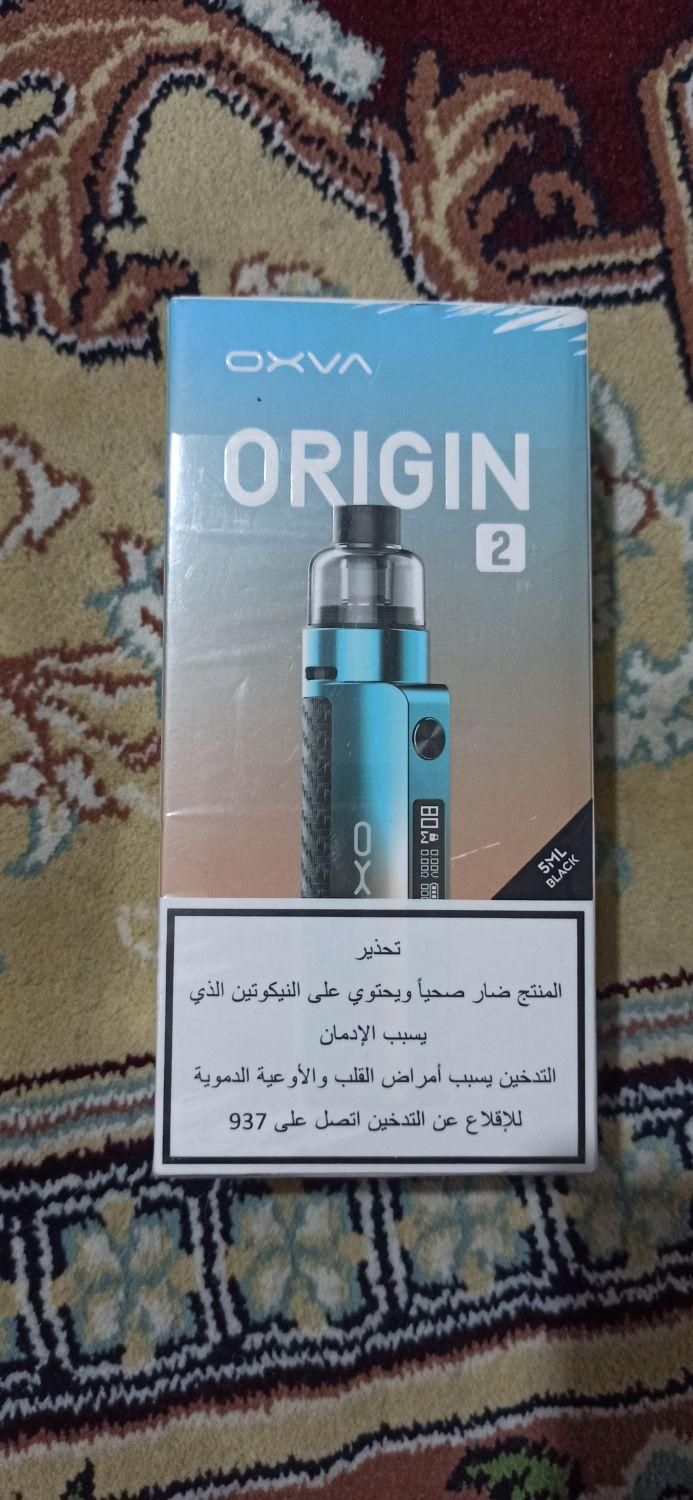 OXVA
ORIGIN
2
OX
5ML
BLACK
تحذير
المنتج ضار صحياً ويحتوي على النيكوتين الذي
يسبب الإدمان
التدخين يسبب أمراض القلب والأوعية الدموية
للإقلاع عن التدخين اتصل على 937